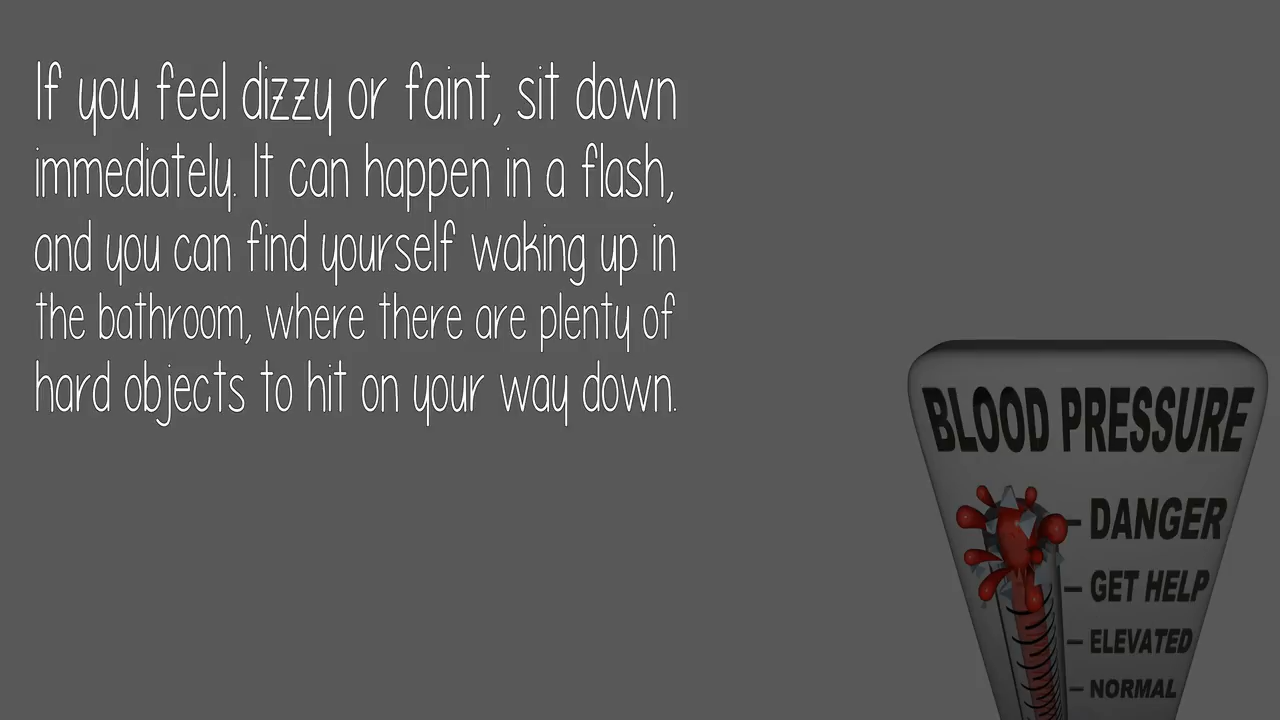 If you feel dizzy or faint, sit down
immediately. It can happen in a flash,
and you can find yourself waking up in
the bathroom, where there are plenty of
hard objects to hit on your way down.
BLOOD PRESSURE
DANGER
GET HELP
ELEVATED
NORMAL